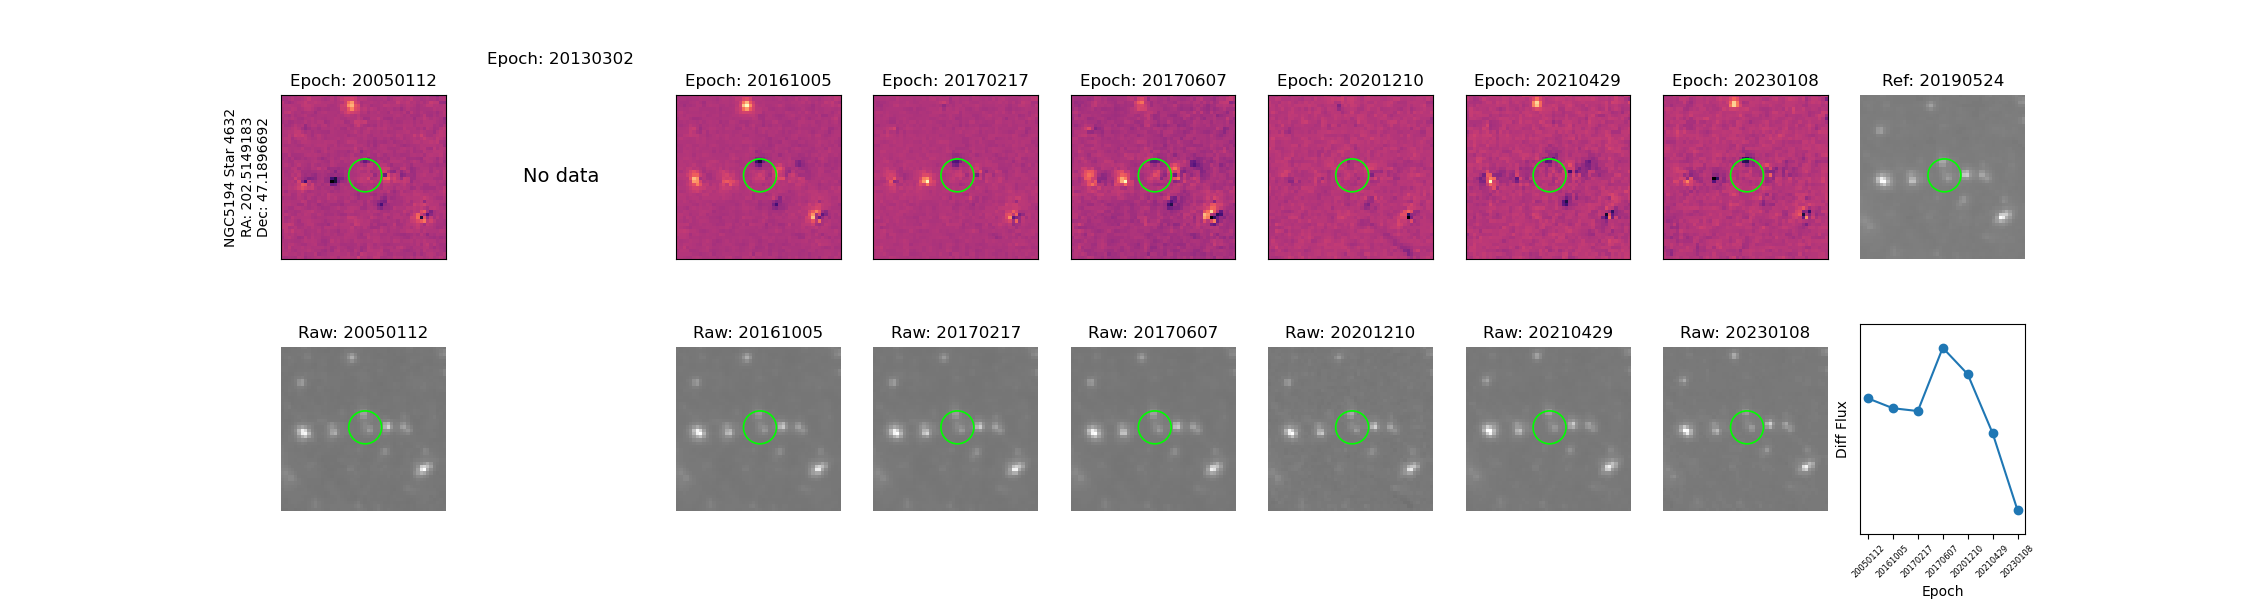 Epoch: 20050112
Epoch: 20130302
Epoch: 20161005
Epoch: 20170217
Epoch: 20170607
Epoch: 20201210
Epoch: 20210429
Epoch: 20230108
Ref: 20190524
NGC5194 Star 4632
RA: 202.5149183
Dec: 47.1896692
No data
Raw: 20050112
Raw: 20161005
Raw: 20170217
Raw: 20170607
Raw: 20201210
Raw: 20210429
Raw: 20230108
Diff Flux
20050112
20161005
20170217
20170607
20201210
20210429
20230108
Epoch